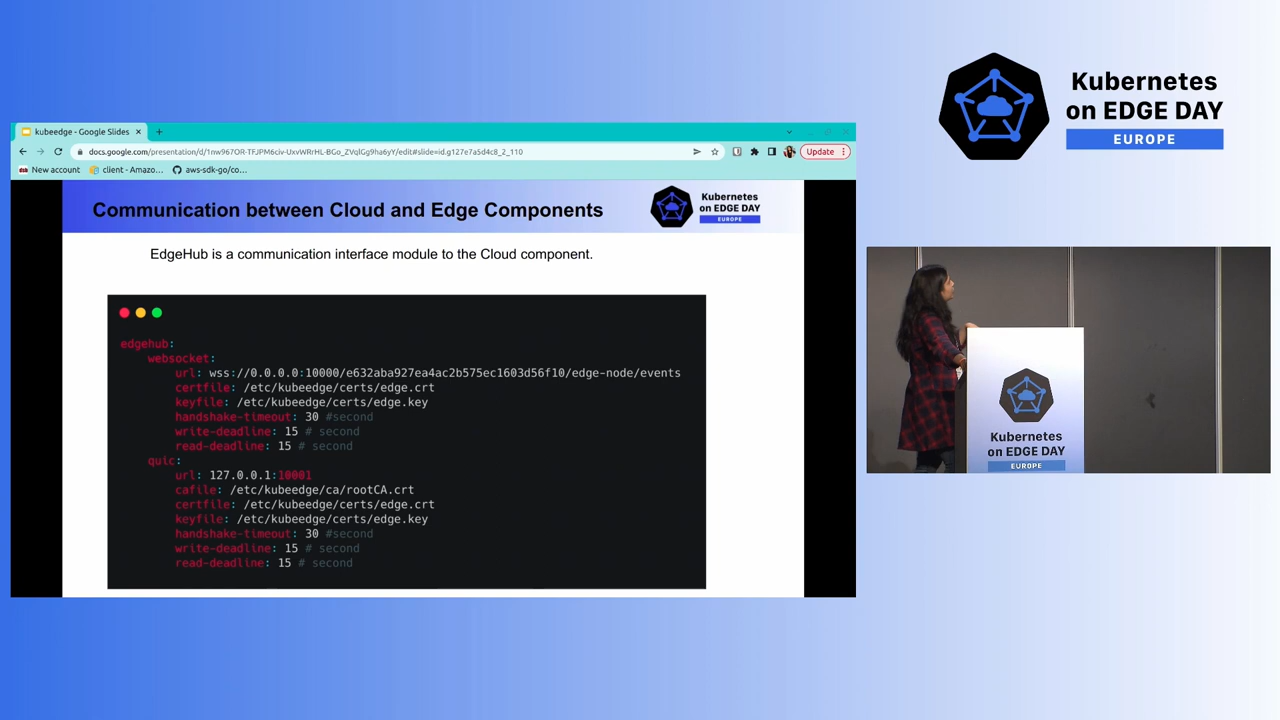 Kubernetes
on EDGE DAY
EUROPE
kubeedge - Google Slides
docs.google.com/presentation/d/1nw967OR-TFJPM6civ-UxvWRrHL-BGo_ZVqlGg9ha6yY/edit#slide=id.g127e7a5d4c8_2_110
Update
New account
client - Amazo...
aws-sdk-go/co...
Communication between Cloud and Edge Components
Kubernetes
on EDGE DAY
EUROPE
EdgeHub is a communication interface module to the Cloud component.
edgehub:
websocket:
url: wss://0.0.0.0:10000/e632aba927ea4ac2b575ec1603d56f10/edge-node/events
certfile: /etc/kubeedge/certs/edge.crt
keyfile: /etc/kubeedge/certs/edge.key
handshake-timeout: 30 #second
write-deadline: 15 # second
read-deadline: 15 # second
quic:
url: 127.0.0.1:10001
cafile: /etc/kubeedge/ca/rootCA.crt
certfile: /etc/kubeedge/certs/edge.crt
keyfile: /etc/kubeedge/certs/edge.key
handshake-timeout: 30 #second
write-deadline: 15 # second
read-deadline: 15 # second
Kubernetes
on EDGE DAY
EUROPE